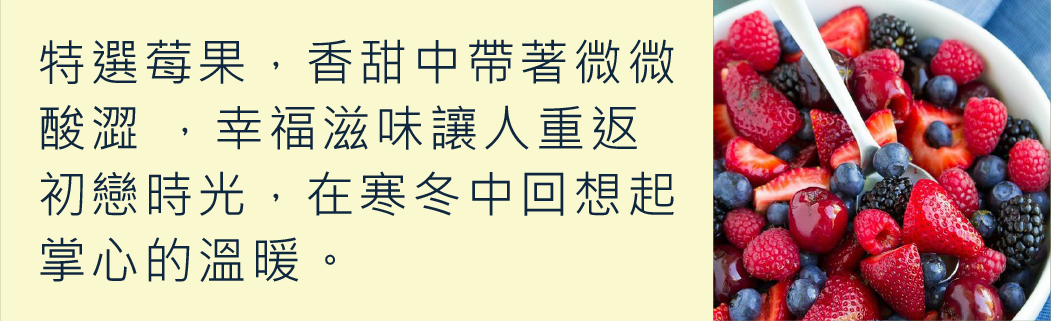 特選莓果，香甜中帶著微微
酸澀 ，幸福滋味讓人重返
初戀時光，在寒冬中回想起
掌心的溫暖。